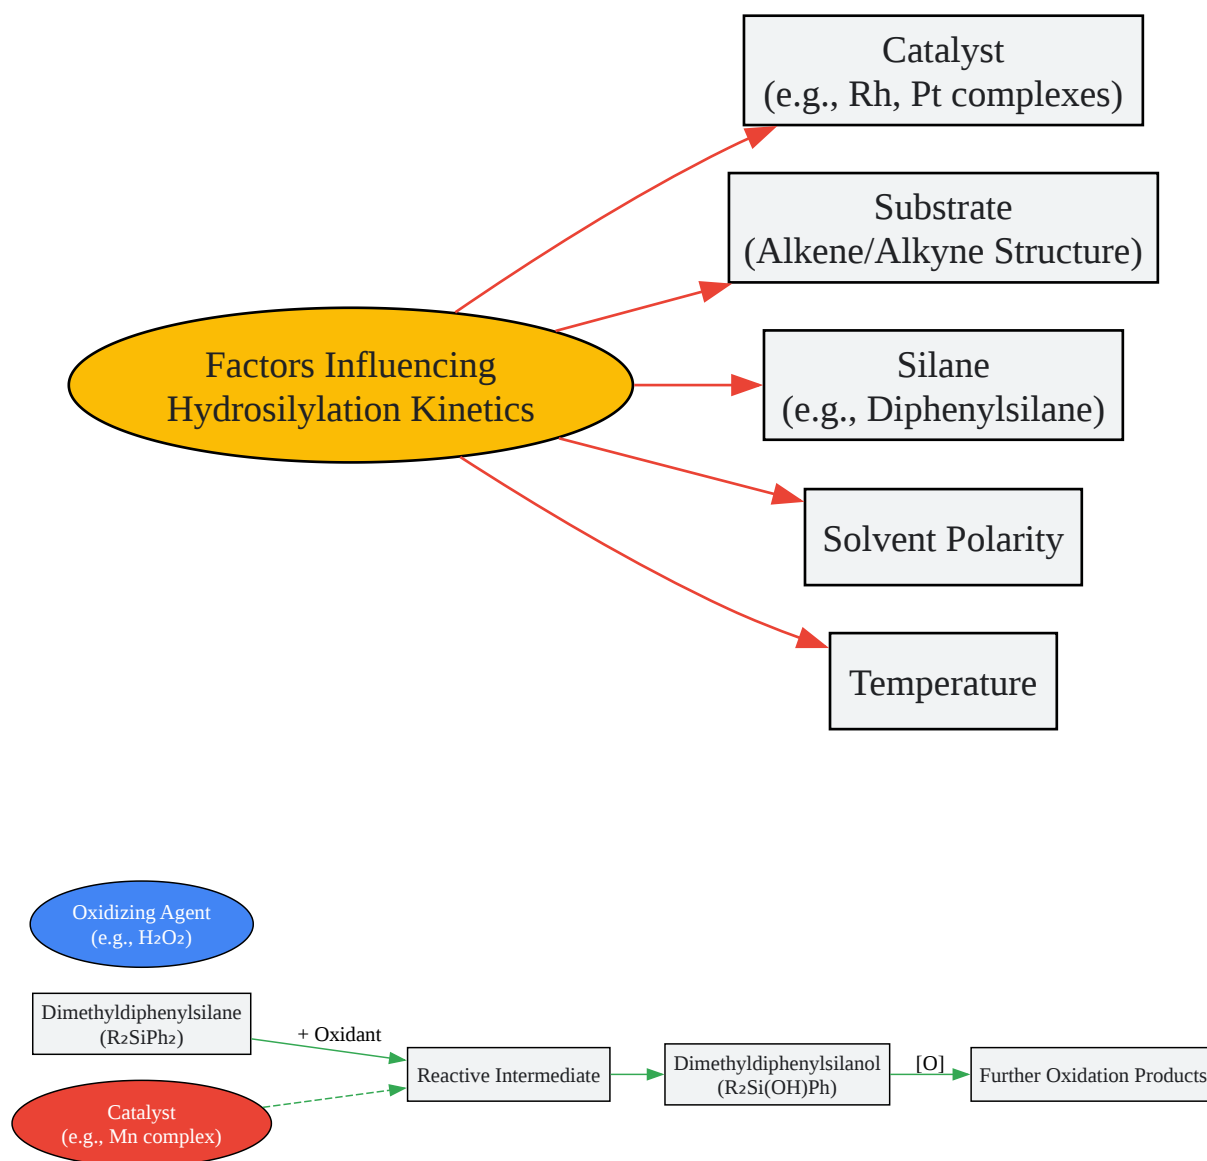 Catalyst
(e.g., Rh, Pt complexes)
Substrate
(Alkene/Alkyne Structure)
Factors Influencing
Hydrosilylation Kinetics
Silane
(e.g., Diphenylsilane)
Solvent Polarity
Temperature
Oxidizing Agent
(e.g., H₂O₂)
Dimethyldiphenylsilane
(R₂SiPh₂)
+ Oxidant
Catalyst
(e.g., Mn complex)
Reactive Intermediate
Dimethyldiphenylsilanol
(R₂Si(OH)Ph)
[O]
Further Oxidation Products